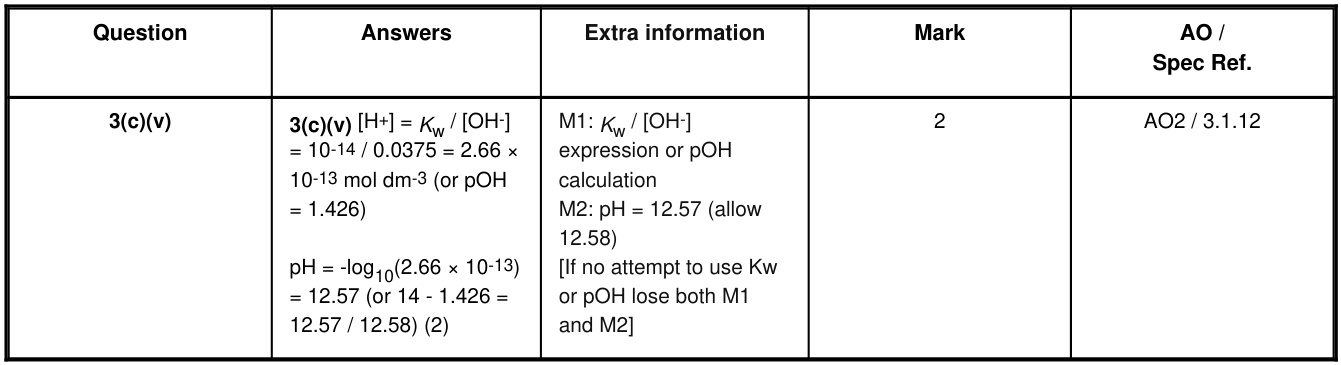 Question
Answers
Extra information
Mark
AO /
Spec Ref.
3(c)(v)
3(c)(v) [H+] = Kw / [OH-]
= 10-14 / 0.0375 = 2.66 ×
10-13 mol dm-3 (or pOH
= 1.426)
pH = -log10(2.66 × 10-13)
= 12.57 (or 14 - 1.426 =
12.57 / 12.58) (2)
M1: Kw / [OH-]
expression or pOH
calculation
M2: pH = 12.57 (allow
12.58)
[If no attempt to use Kw
or pOH lose both M1
and M2]
2
AO2 / 3.1.12